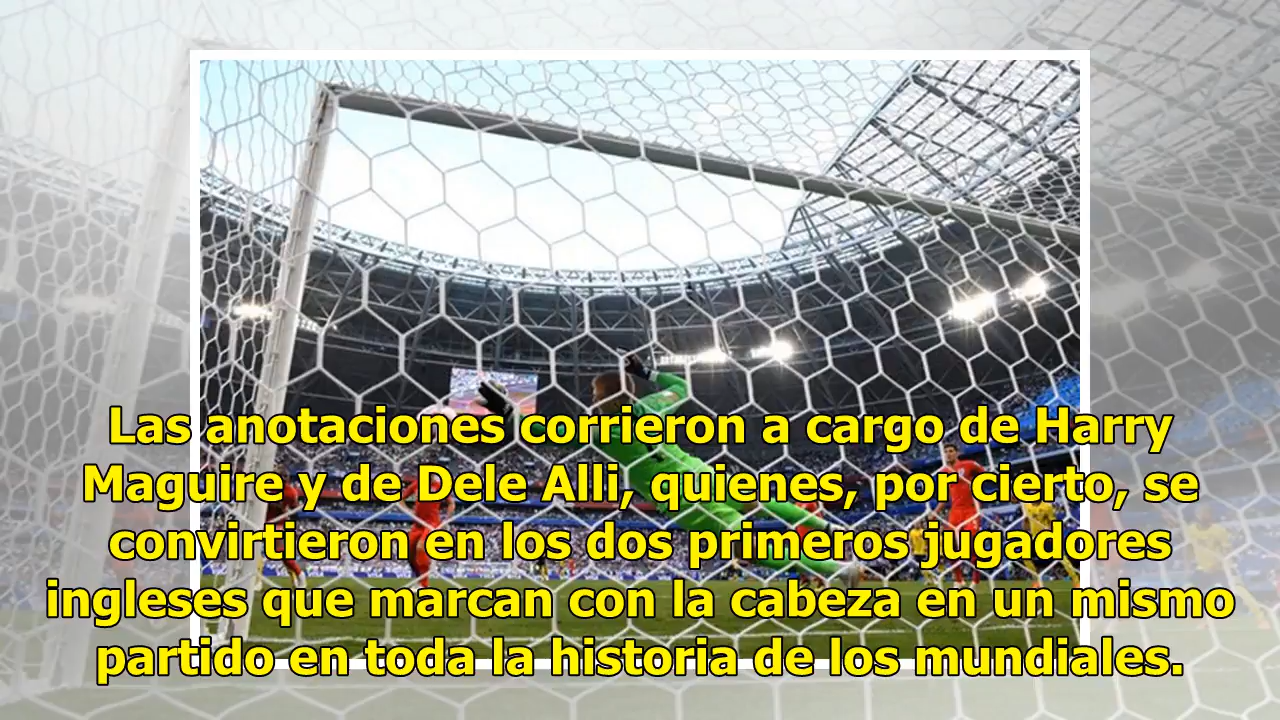 Las anotaciones corrieron a cargo de Harry
Maguire y de Dele Alli, quienes, por cierto, se
convirtieron en los dos primeros jugadores
ingleses que marcan con la cabeza en un mismo
partido en toda la historia de los mundiales.